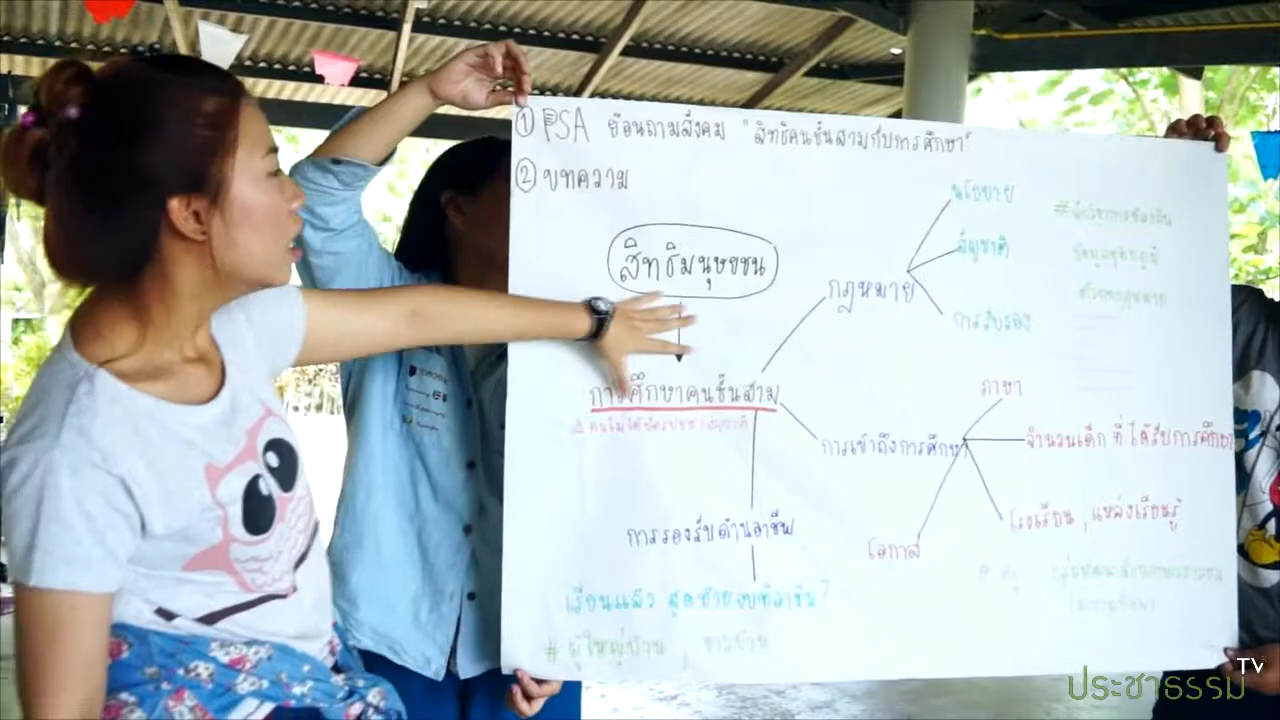 ① PSA ย้อนถามสังคม "สิทธิคนชั้นสามกับการศึกษา"
② บทความ
สิทธิมนุษยชน
กฎหมาย
นโยบาย
สัญชาติ
การรับรอง
การศึกษาคนชั้นสาม
การเข้าถึงการศึกษา
ภาษา
จำนวนเด็ก ที่ ได้รับการศึกษา
โรงเรียน , แหล่งเรียนรู้
โอกาส
การรองรับด้านอาชีพ
เรียนแล้ว สุดท้ายจบที่อาชีพ?
# ผู้ใหญ่บ้าน , ชาวบ้าน
ประชาธรรม TV